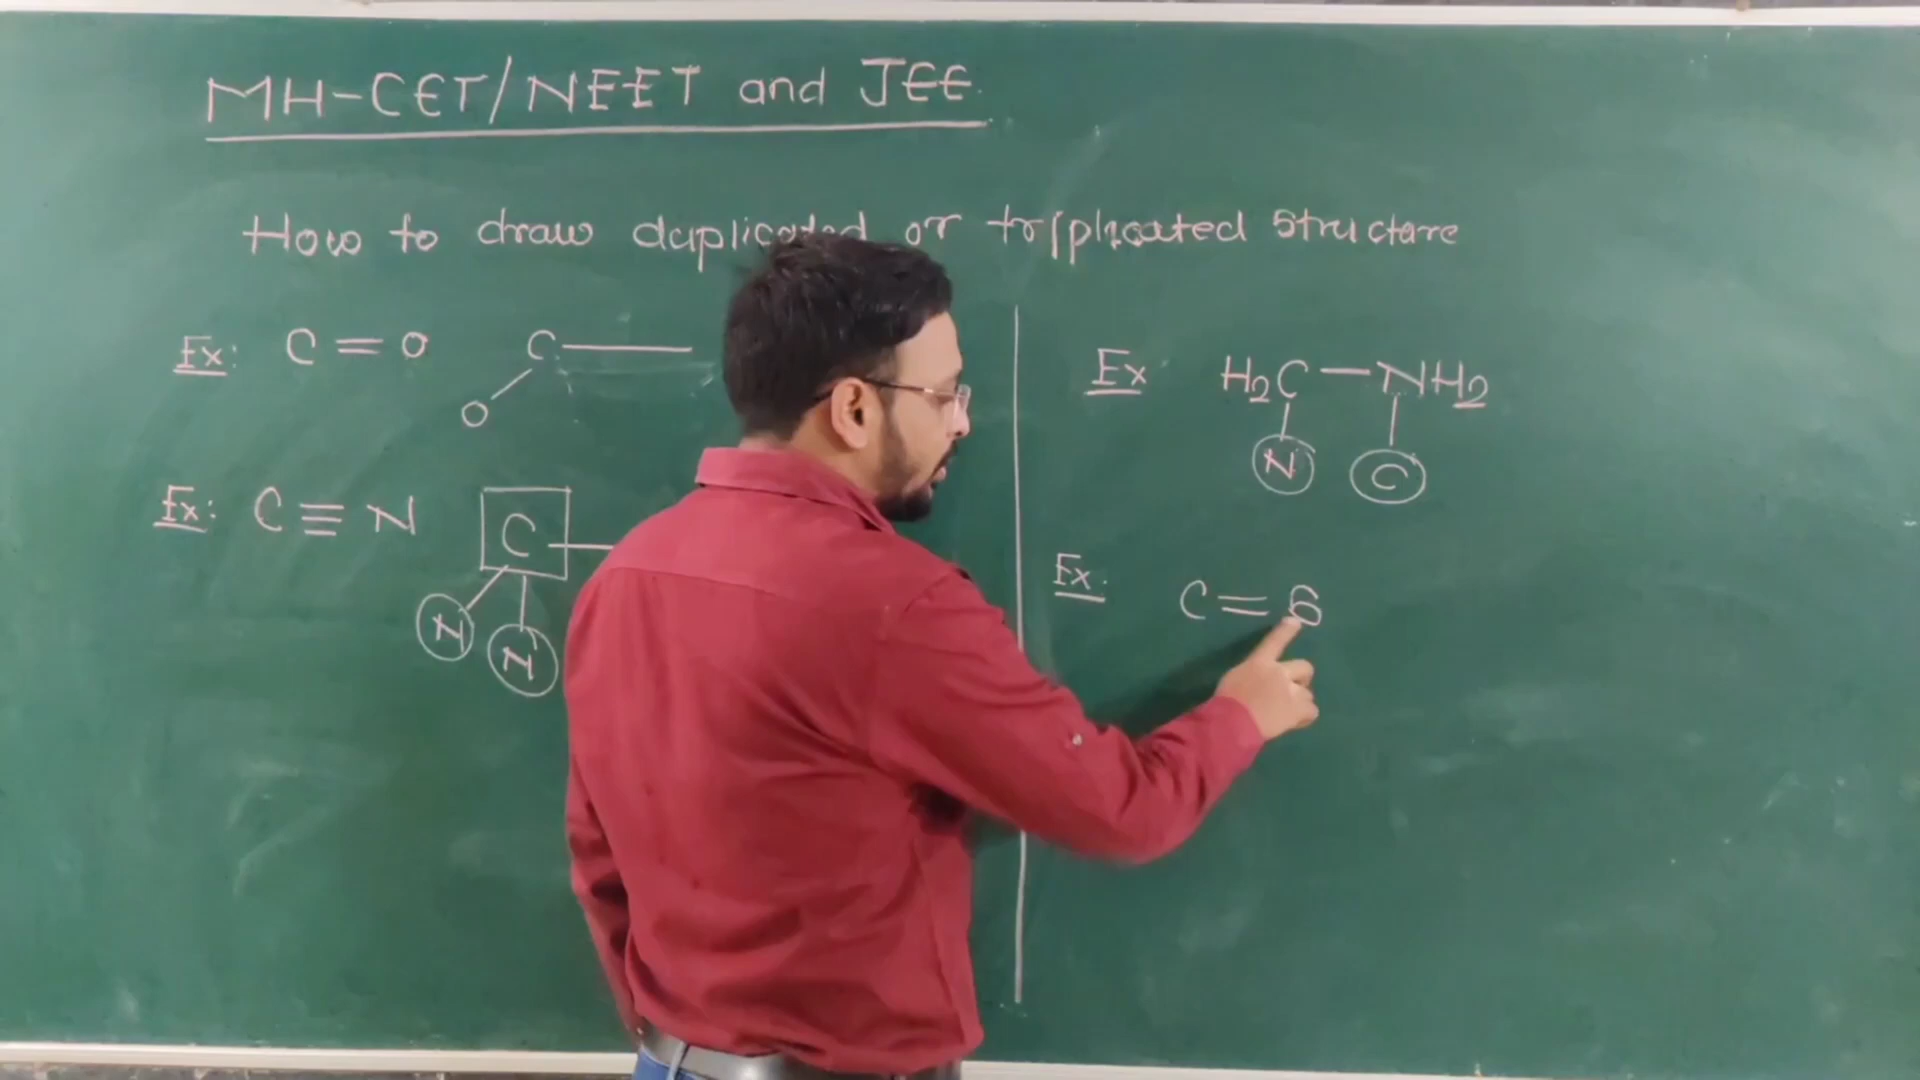 MH-CET/NEET and JEE.
How to draw duplicated or triplicated structure
Ex: C = O C
O
Ex: C ≡ N C
N N
Ex H2C - NH2
N C
Ex: C = S